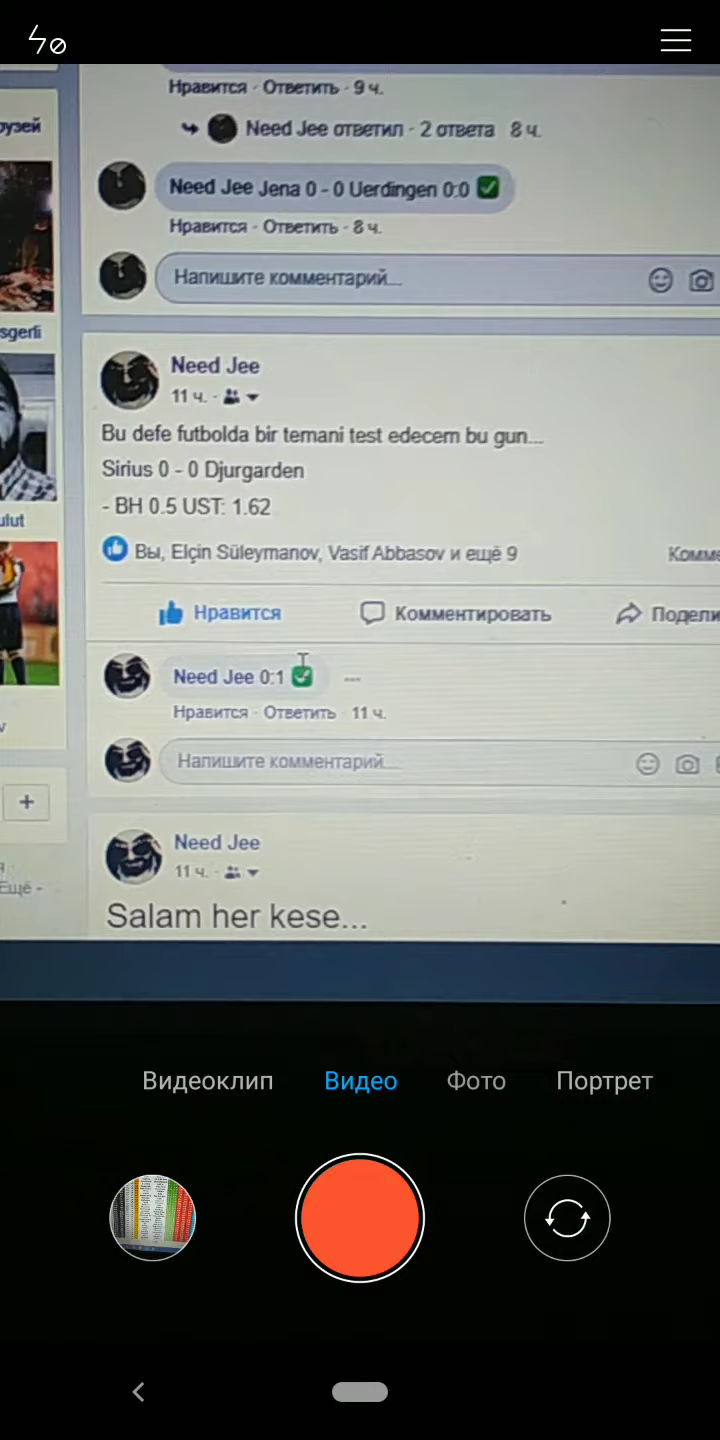 Нравится · Ответить · 9 ч.
Need Jee ответил · 2 ответа 8 ч.
Need Jee Jena 0 - 0 Uerdingen 0:0 ✅
Нравится · Ответить · 8 ч.
Напишите комментарий...
Need Jee
11 ч. ·
Bu defe futbolda bir temani test edecem bu gun....
Sirius 0 - 0 Djurgarden
- BH 0.5 UST: 1.62
Вы, Elçin Süleymanov, Vasif Abbasov и ещё 9
Нравится
Комментировать
Need Jee 0:1 ✅
Нравится · Ответить · 11 ч.
Напишите комментарий...
Need Jee
11 ч. ·
Salam her kese...
sgerli
ulut
Ещё
Видеоклип Видео Фото Портрет